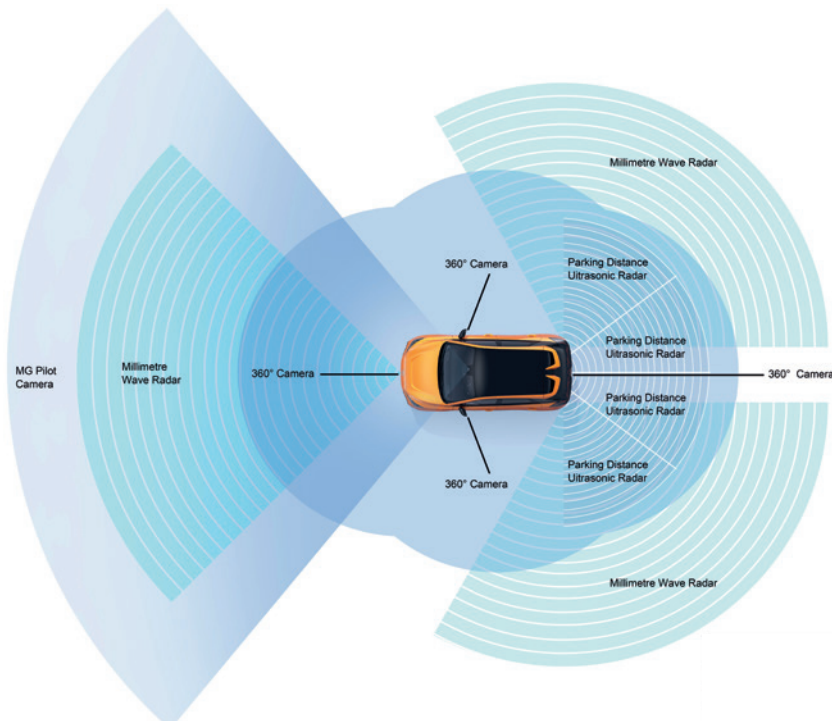 Millimetre Wave Radar
360° Camera
Parking Distance
Uitrasonic Radar
Parking Distance
Uitrasonic Radar
MG Pilot
Camera
Millimetre
Wave Radar
360° Camera
360° Camera
Parking Distance
Uitrasonic Radar
Parking Distance
Uitrasonic Radar
360° Camera
Millimetre Wave Radar